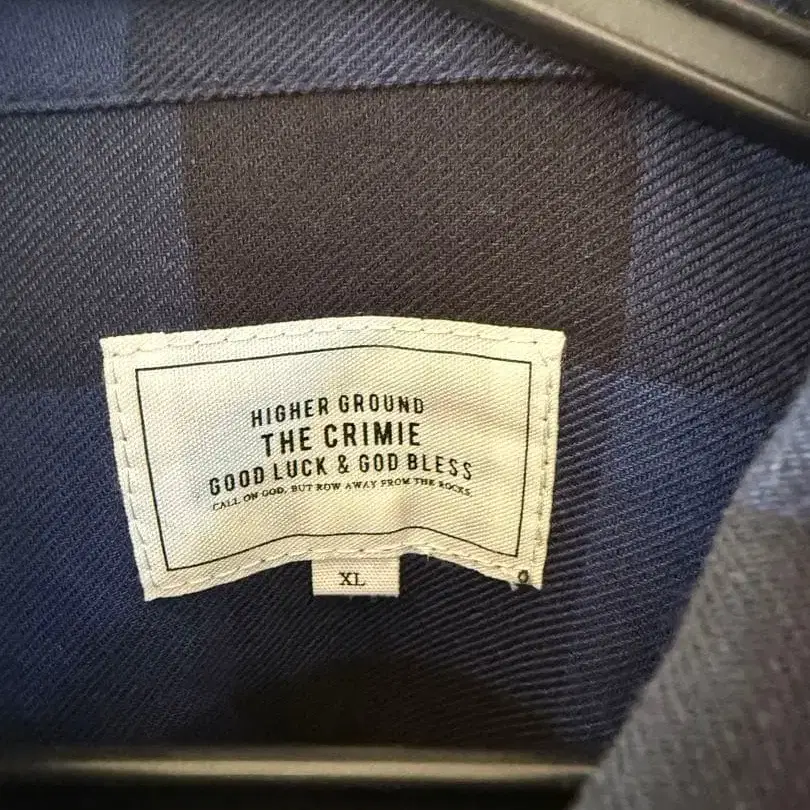 HIGHER GROUND
THE CRIMIE
GOOD LUCK & GOD BLESS
CALL ON GOD, BUT ROW AWAY FROM THE ROCKS.
XL